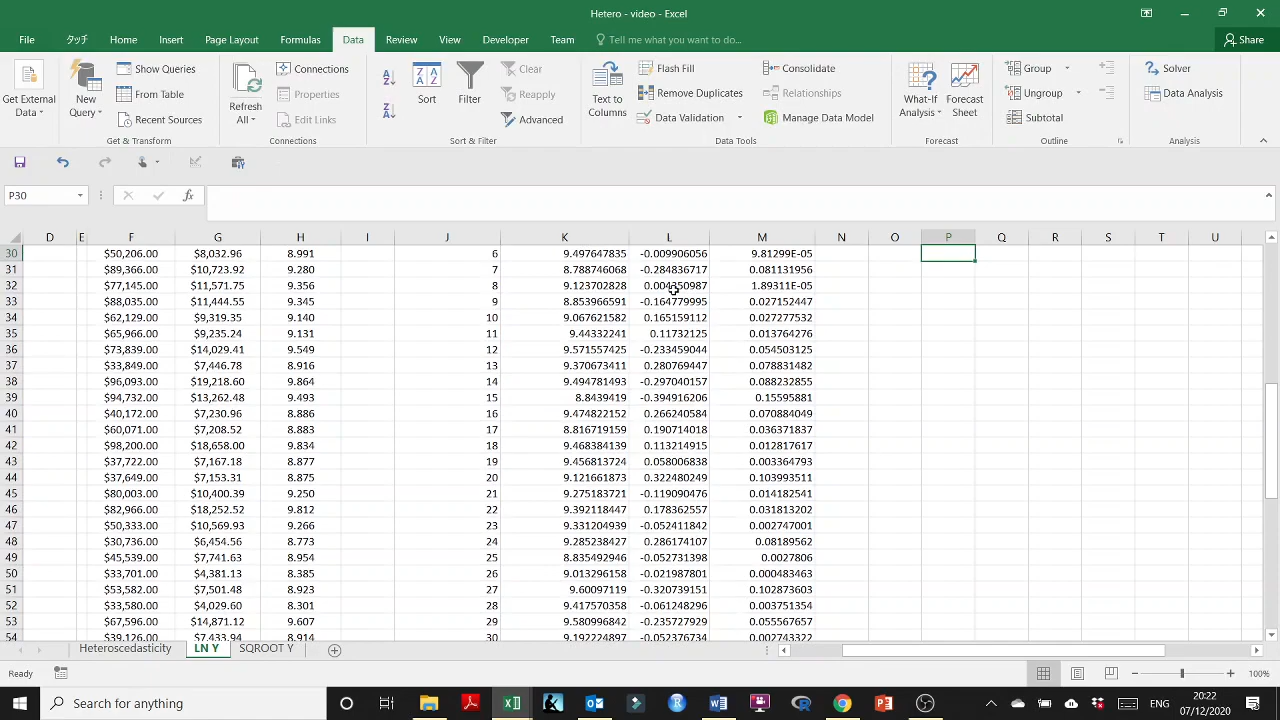 Hetero - video - Excel
File タッチ Home Insert Page Layout Formulas Data Review View Developer Team Tell me what you want to do... Share
Get External Data
New Query
Show Queries
From Table
Recent Sources
Get & Transform
Refresh All
Connections
Properties
Edit Links
Connections
Sort
Filter
Clear
Reapply
Advanced
Sort & Filter
Text to Columns
Flash Fill
Remove Duplicates
Data Validation
Consolidate
Relationships
Manage Data Model
Data Tools
What-If Analysis
Forecast Sheet
Forecast
Group
Ungroup
Subtotal
Outline
Solver
Data Analysis
Analysis
P30 fx
D E F G H I J K L M N O P Q R S T U
30 $50,206.00 $8,032.96 8.991 6 9.497647835 -0.009906056 9.81299E-05
31 $89,366.00 $10,723.92 9.280 7 8.788746068 -0.284836717 0.081131956
32 $77,145.00 $11,571.75 9.356 8 9.123702828 0.004350987 1.89311E-05
33 $88,035.00 $11,444.55 9.345 9 8.853966591 -0.164779995 0.027152447
34 $62,129.00 $9,319.35 9.140 10 9.067621582 0.165159112 0.027277532
35 $65,966.00 $9,235.24 9.131 11 9.44332241 0.11732125 0.013764276
36 $73,839.00 $14,029.41 9.549 12 9.571557425 -0.233459044 0.054503125
37 $33,849.00 $7,446.78 8.916 13 9.370673411 0.280769447 0.078831482
38 $96,093.00 $19,218.60 9.864 14 9.494781493 -0.297040157 0.088232855
39 $94,732.00 $13,262.48 9.493 15 8.8439419 -0.394916206 0.15595881
40 $40,172.00 $7,230.96 8.886 16 9.474822152 0.266240584 0.070884049
41 $60,071.00 $7,208.52 8.883 17 8.816719159 0.190714018 0.036371837
42 $98,200.00 $18,658.00 9.834 18 9.468384139 0.113214915 0.012817617
43 $37,722.00 $7,167.18 8.877 19 9.456813724 0.058006838 0.003364793
44 $37,649.00 $7,153.31 8.875 20 9.121661873 0.322480249 0.103993511
45 $80,003.00 $10,400.39 9.250 21 9.275183721 -0.119090476 0.014182541
46 $82,966.00 $18,252.52 9.812 22 9.392118447 0.178362557 0.031813202
47 $50,333.00 $10,569.93 9.266 23 9.331204939 -0.052411842 0.002747001
48 $30,736.00 $6,454.56 8.773 24 9.285238427 0.286174107 0.08189562
49 $45,539.00 $7,741.63 8.954 25 8.835492946 -0.052731398 0.0027806
50 $33,701.00 $4,381.13 8.385 26 9.013296158 -0.021987801 0.000483463
51 $53,582.00 $7,501.48 8.923 27 9.60097119 -0.320739151 0.102873603
52 $33,580.00 $4,029.60 8.301 28 9.417570358 -0.061248296 0.003751354
53 $67,596.00 $14,871.12 9.607 29 9.580996842 -0.235727929 0.055567657
54 $39,126.00 $7,433.94 8.914 30 9.192224897 -0.052376734 0.002743322
Heteroscedasticity LN Y SQROOT Y
Ready 100%
Search for anything ENG 20:22
07/12/2020